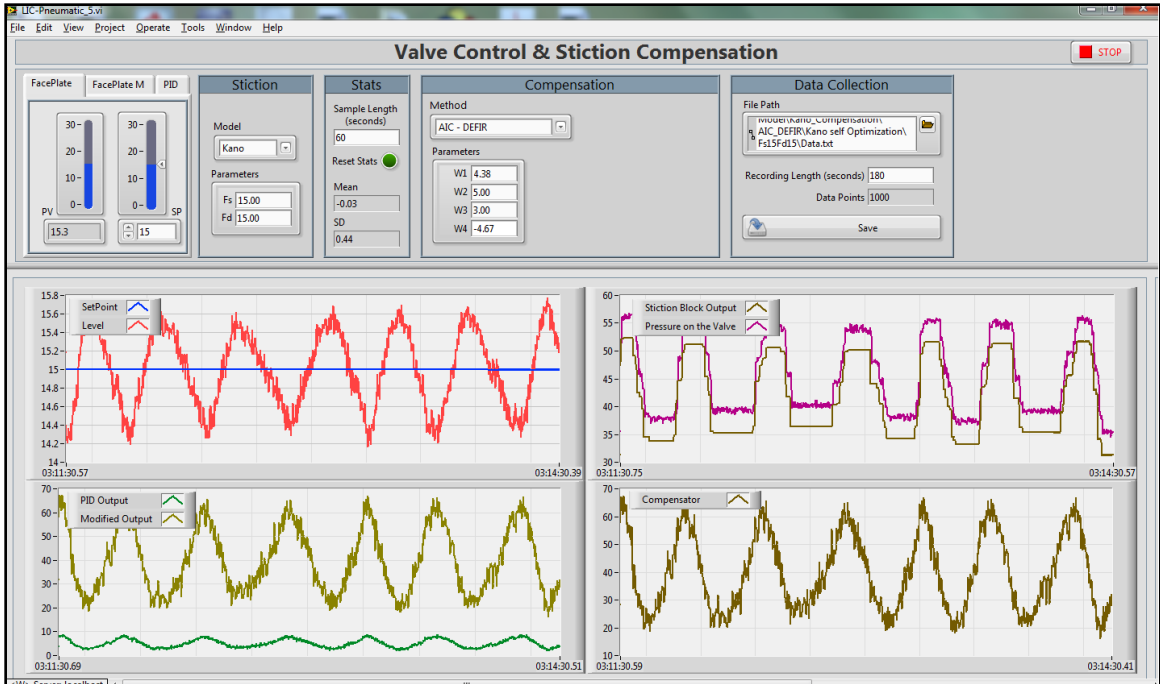 LIC-Pneumatic_5.vi
File Edit View Project Operate Tools Window Help
Valve Control & Stiction Compensation
STOP
FacePlate FacePlate M PID
30
20
10
0
PV
15.3
30
20
10
0
SP
15
Stiction
Model
Kano
Parameters
Fs 15.00
Fd 15.00
Stats
Sample Length
(seconds)
60
Reset Stats
Mean
-0.03
SD
0.44
Compensation
Method
AIC - DEFIR
Parameters
W1 4.38
W2 5.00
W3 3.00
W4 -4.67
Data Collection
File Path
Model\Kano_Compensation\
AIC_DEFIR\Kano self Optimization\
Fs15Fd15\Data.txt
Recording Length (seconds) 180
Data Points 1000
Save
SetPoint
Level
15.8
15.6
15.4
15.2
15
14.8
14.6
14.4
14.2
14
03:11:30.57 03:14:30.39
Stiction Block Output
Pressure on the Valve
60
55
50
45
40
35
30
03:11:30.75 03:14:30.57
PID Output
Modified Output
70
60
50
40
30
20
10
0
03:11:30.69 03:14:30.51
Compensator
70
60
50
40
30
20
10
03:11:30.59 03:14:30.41